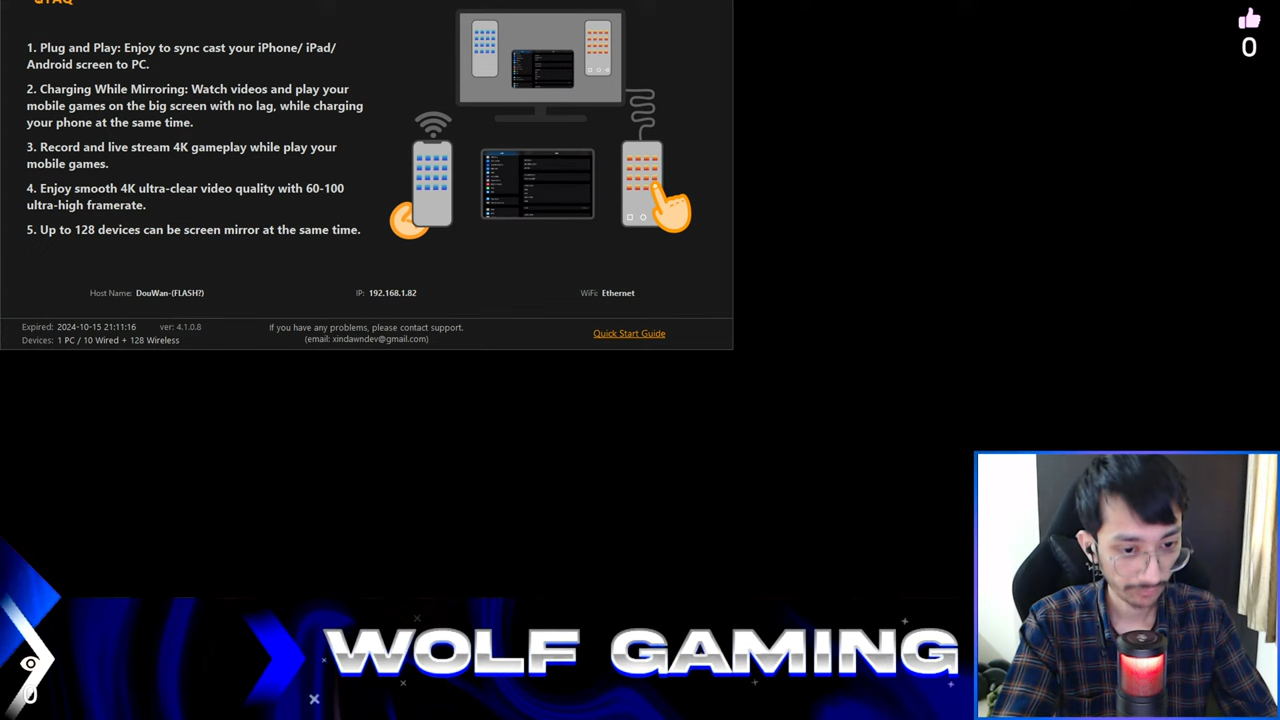 0
1. Plug and Play: Enjoy to sync cast your iPhone/ iPad/
Android screen to PC.
2. Charging While Mirroring: Watch videos and play your
mobile games on the big screen with no lag, while charging
your phone at the same time.
3. Record and live stream 4K gameplay while play your
mobile games.
4. Enjoy smooth 4K ultra-clear video quality with 60-100
ultra-high framerate.
5. Up to 128 devices can be screen mirror at the same time.
Host Name: DouWan-(FLASH?)
IP: 192.168.1.82
WiFi: Ethernet
Expired: 2024-10-15 21:11:16 ver: 4.1.0.8
Devices: 1 PC / 10 Wired + 128 Wireless
If you have any problems, please contact support.
(email: xindawndev@gmail.com)
Quick Start Guide
WOLF GAMING
0